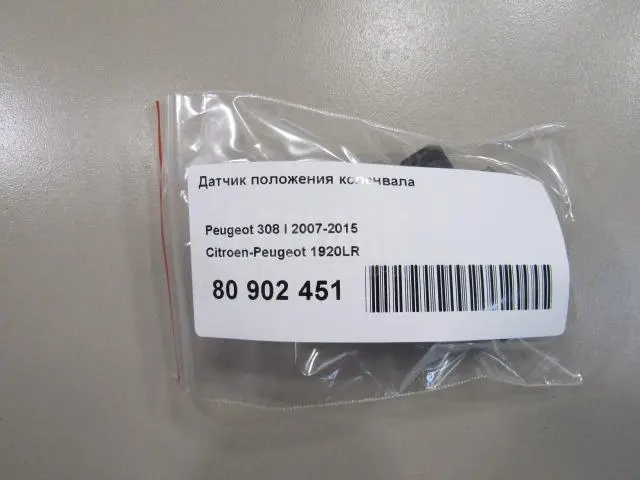 Датчик положения коленвала
Peugeot 308 I 2007-2015
Citroen-Peugeot 1920LR
80 902 451